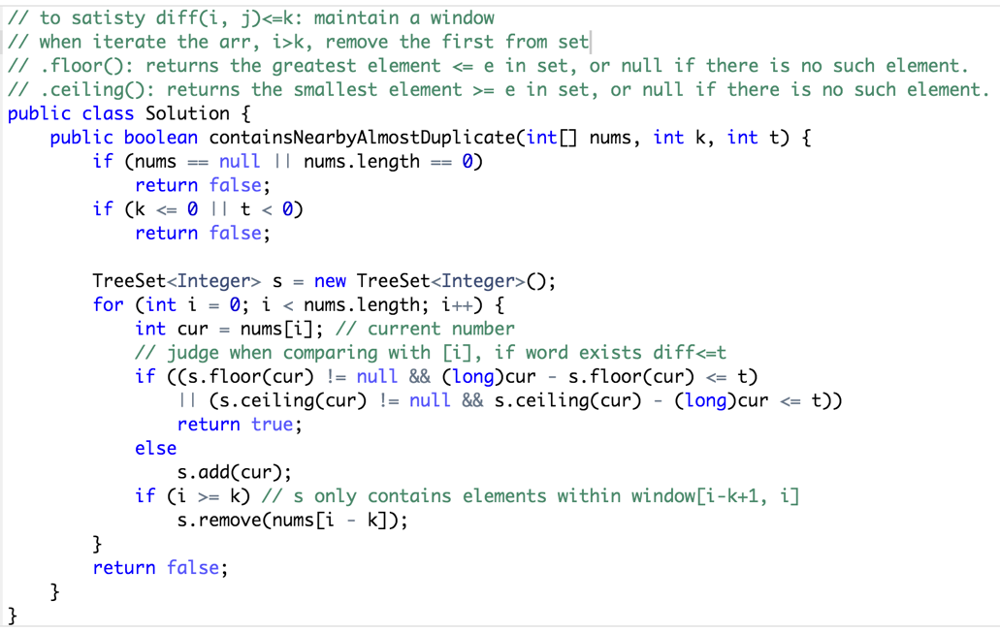 // to satisty diff(i, j)<=k: maintain a window
// when iterate the arr, i>k, remove the first from set
// .floor(): returns the greatest element <= e in set, or null if there is no such element.
// .ceiling(): returns the smallest element >= e in set, or null if there is no such element.
public class Solution {
    public boolean containsNearbyAlmostDuplicate(int[] nums, int k, int t) {
        if (nums == null || nums.length == 0)
            return false;
        if (k <= 0 || t < 0)
            return false;

        TreeSet<Integer> s = new TreeSet<Integer>();
        for (int i = 0; i < nums.length; i++) {
            int cur = nums[i]; // current number
            // judge when comparing with [i], if word exists diff<=t
            if ((s.floor(cur) != null && (long)cur - s.floor(cur) <= t)
                || (s.ceiling(cur) != null && s.ceiling(cur) - (long)cur <= t))
                return true;
            else
                s.add(cur);
            if (i >= k) // s only contains elements within window[i-k+1, i]
                s.remove(nums[i - k]);
        }
        return false;
    }
}